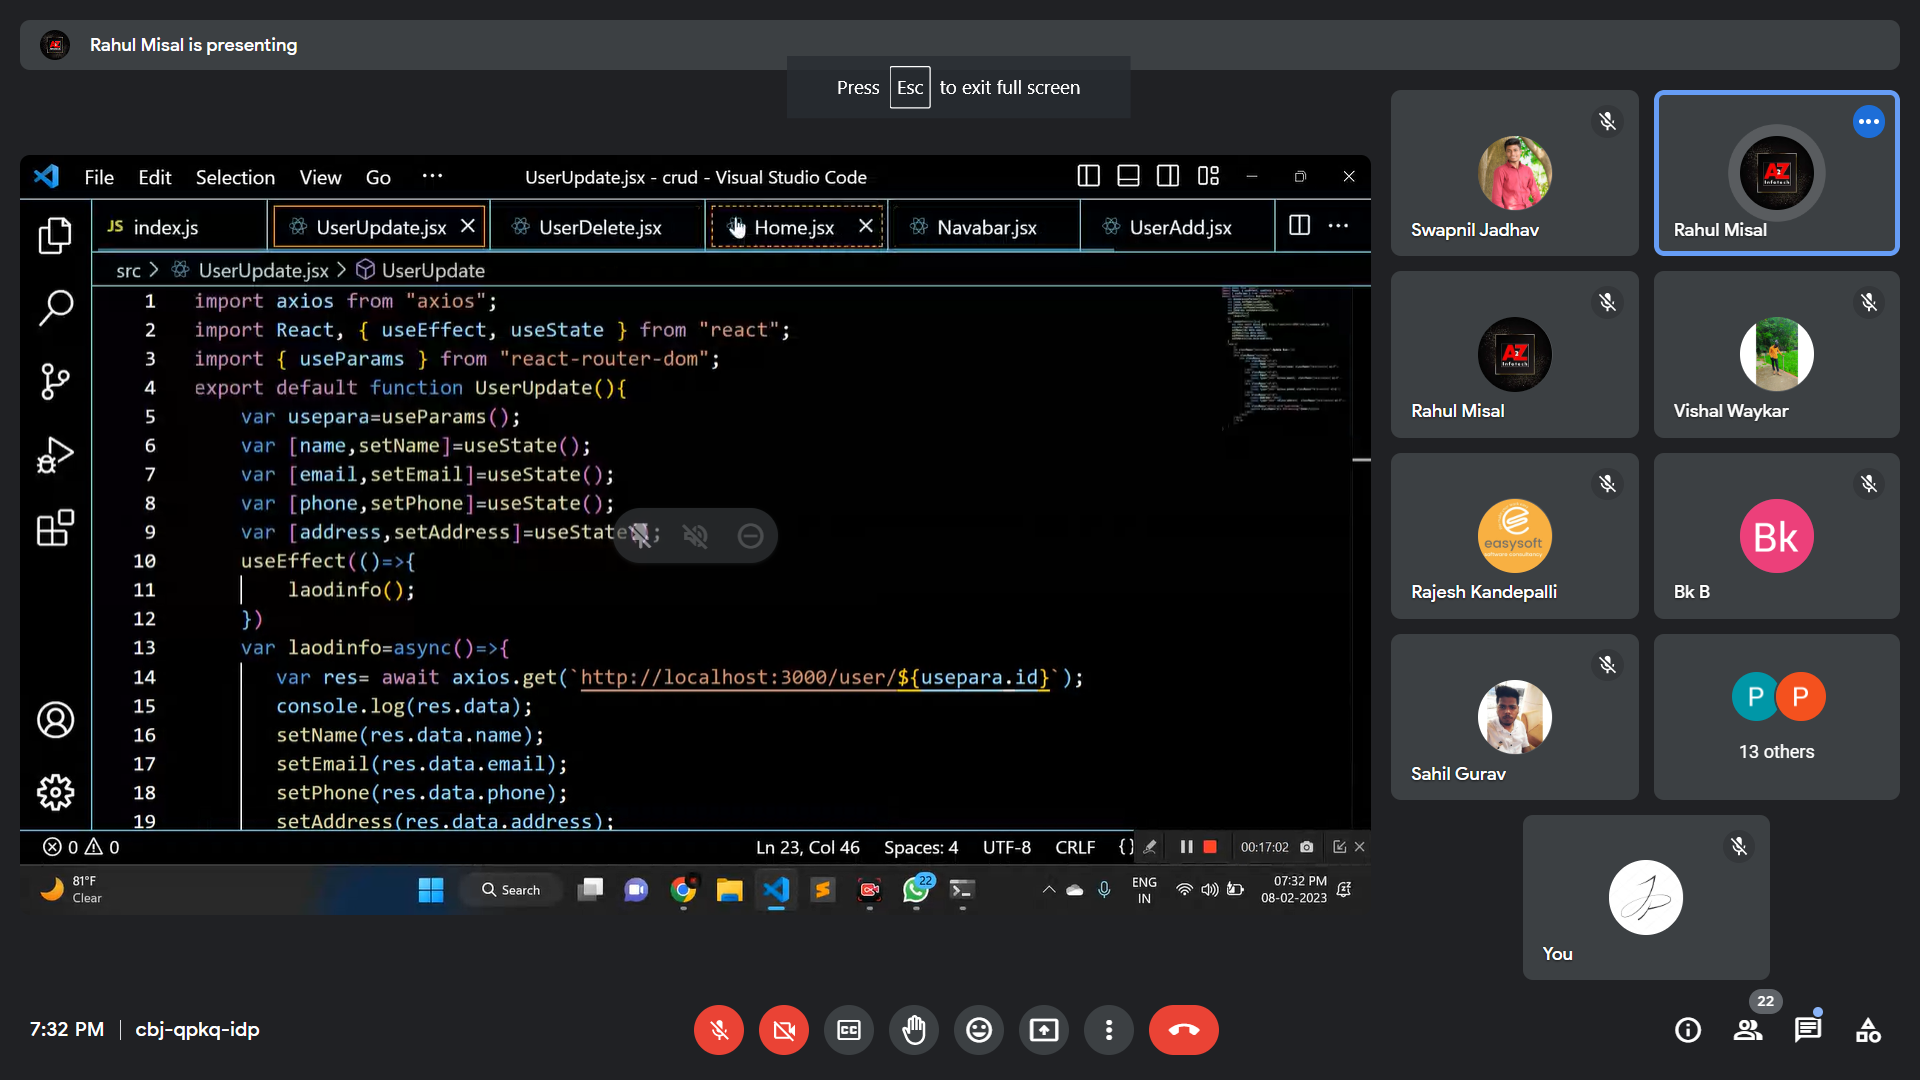 Rahul Misal is presenting
Press Esc to exit full screen
File Edit Selection View Go ··· UserUpdate.jsx - crud - Visual Studio Code
JS index.js UserUpdate.jsx UserDelete.jsx Home.jsx Navbar.jsx UserAdd.jsx ···
src > UserUpdate.jsx > UserUpdate
1 import axios from "axios";
2 import React, { useEffect, useState } from "react";
3 import { useParams } from "react-router-dom";
4 export default function UserUpdate(){
5 var usepara=useParams();
6 var [name,setName]=useState();
7 var [email,setEmail]=useState();
8 var [phone,setPhone]=useState();
9 var [address,setAddress]=useState();
10 useEffect(()=>{
11 laodinfo();
12 })
13 var laodinfo=async()=>{
14 var res= await axios.get(`http://localhost:3000/user/${usepara.id}`);
15 console.log(res.data);
16 setName(res.data.name);
17 setEmail(res.data.email);
18 setPhone(res.data.phone);
19 setAddress(res.data.address);
0 0 Ln 23, Col 46 Spaces: 4 UTF-8 CRLF {} 00:17:02
81°F
Clear
Search
22
ENG
IN
07:32 PM
08-02-2023
Swapnil Jadhav
A2Z
Infotech
Rahul Misal
A2Z
Infotech
Rahul Misal
Vishal Waykar
easysoft
Rajesh Kandepalli
Bk
Bk B
Sahil Gurav
P P
13 others
You
7:32 PM | cbj-qpkq-idp
CC
22